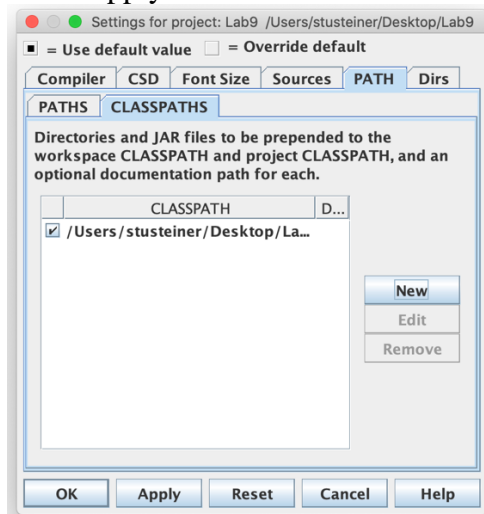 Settings for project: Lab9 /Users/stusteiner/Desktop/Lab9
= Use default value = Override default
Compiler CSD Font Size Sources PATH Dirs
PATHS CLASSPATHS
Directories and JAR files to be prepended to the
workspace CLASSPATH and project CLASSPATH, and an
optional documentation path for each.
CLASSPATH D...
/Users/stusteiner/Desktop/La...
New
Edit
Remove
OK Apply Reset Cancel Help